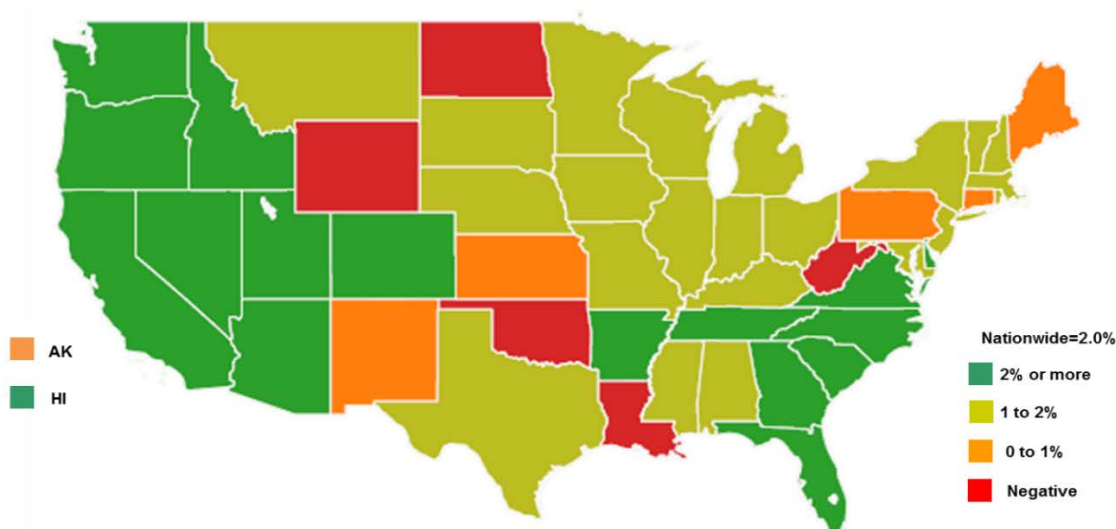 AK
HI
Nationwide=2.0%
2% or more
1 to 2%
0 to 1%
Negative